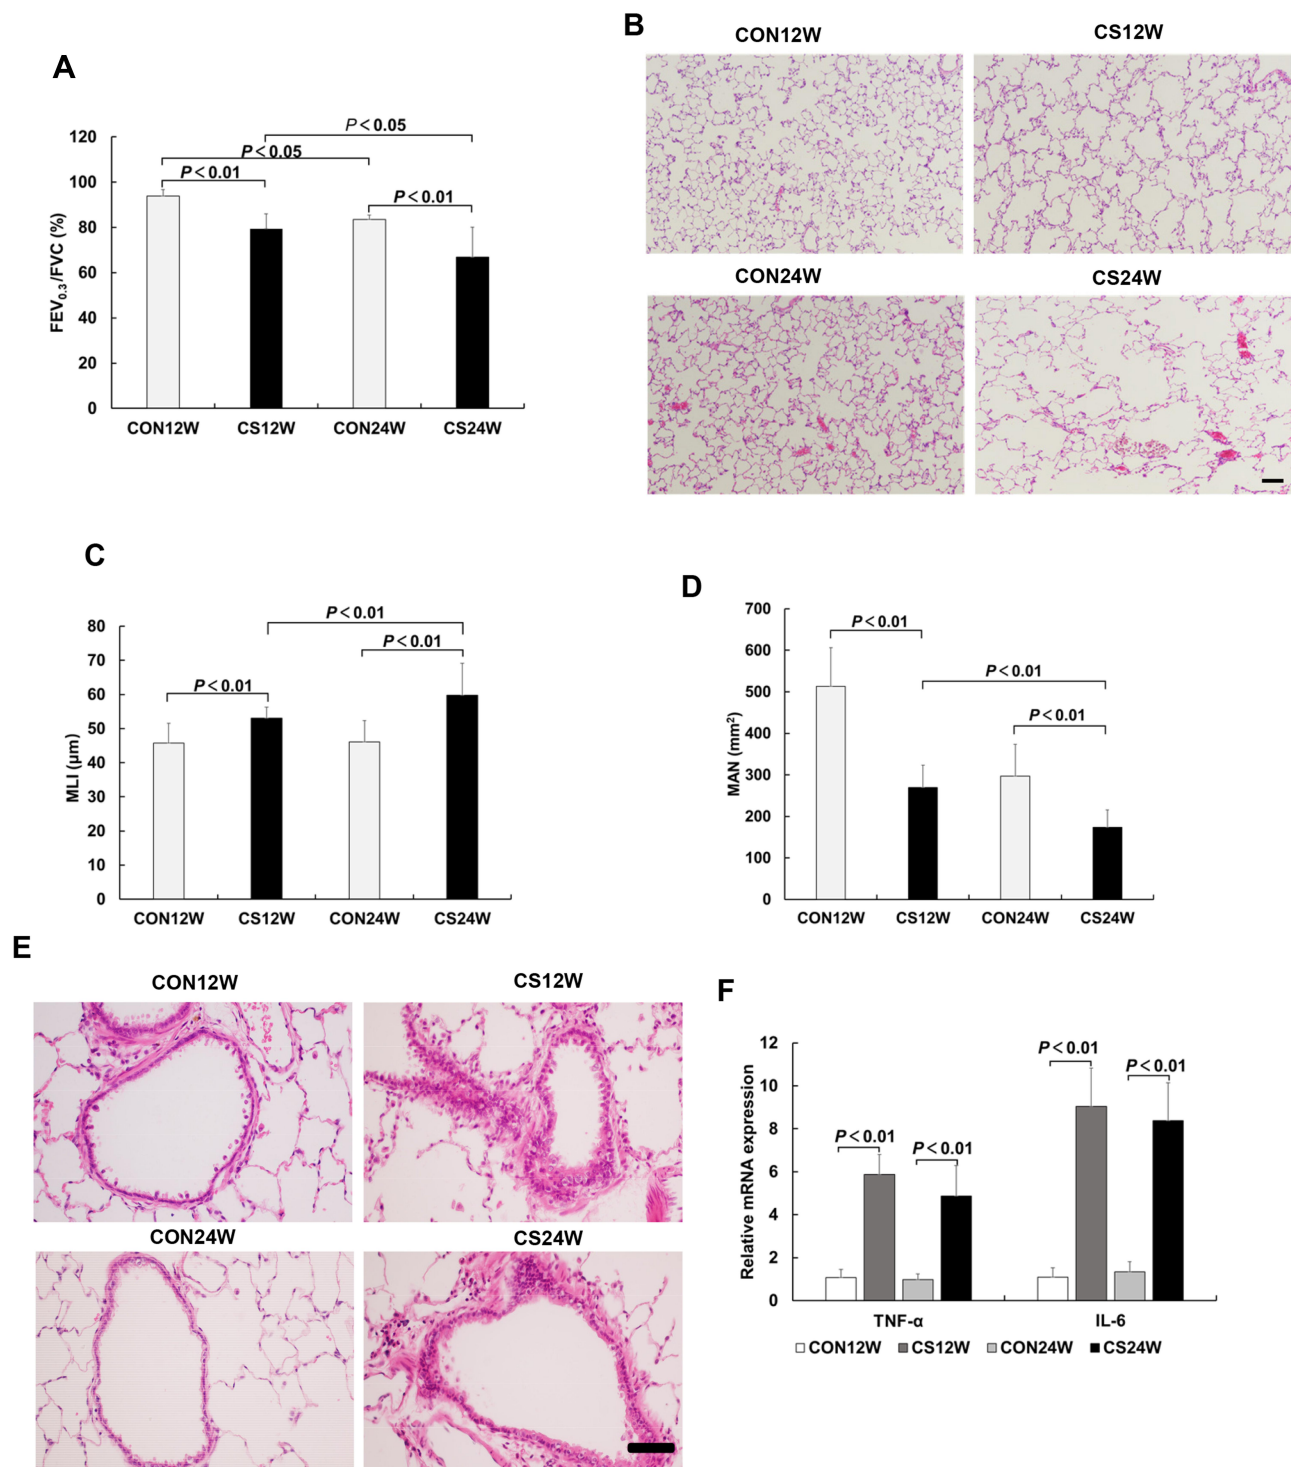 A
120
100
80
60
40
20
0
FEV0.3/FVC (%)
P<0.05
P<0.05
P<0.01
P<0.01
CON12W CS12W CON24W CS24W
B
CON12W CS12W
CON24W CS24W
C
80
70
60
50
40
30
20
10
0
MLI (μm)
P<0.01
P<0.01
P<0.01
CON12W CS12W CON24W CS24W
D
700
600
500
400
300
200
100
0
MAN (mm²)
P<0.01
P<0.01
P<0.01
CON12W CS12W CON24W CS24W
E
CON12W CS12W
CON24W CS24W
F
12
10
8
6
4
2
0
Relative mRNA expression
P<0.01
P<0.01
P<0.01
P<0.01
TNF-α IL-6
CON12W CS12W CON24W CS24W